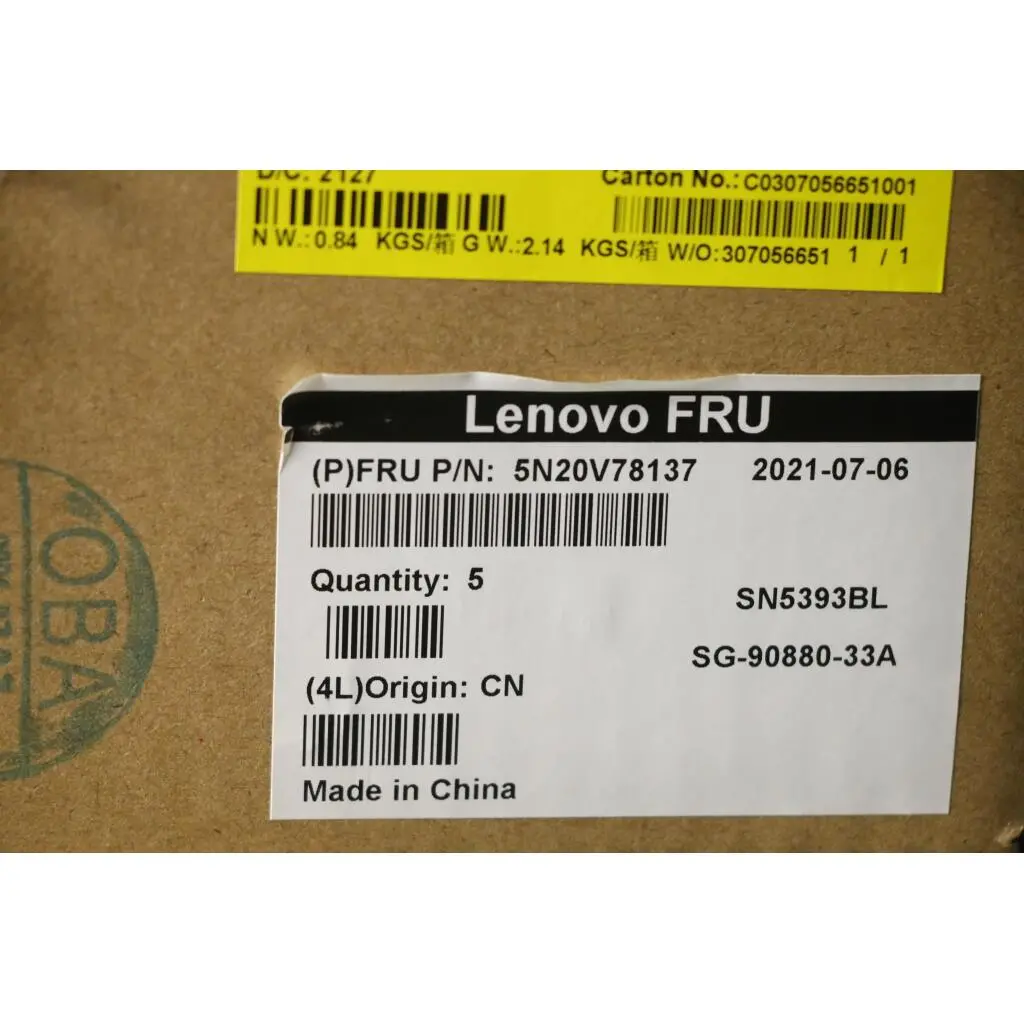 D/C: 2127
Carton No.: C0307056651001
N W.: 0.84 KGS/箱 G W.:2.14 KGS/箱 W/O:307056651 1 / 1
Lenovo FRU
(P)FRU P/N: 5N20V78137 2021-07-06
Quantity: 5
SN5393BL
SG-90880-33A
(4L)Origin: CN
Made in China
OBA